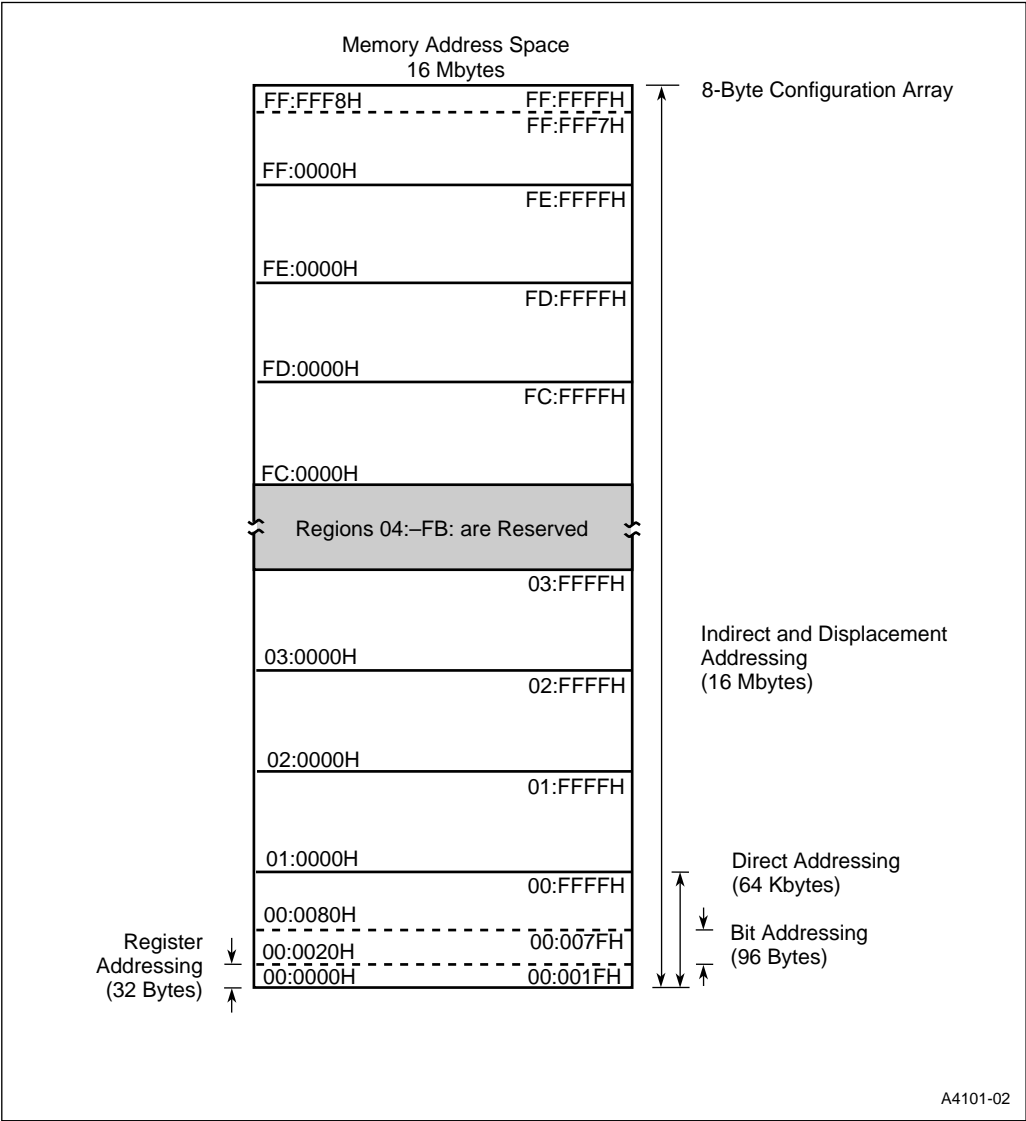 Memory Address Space
16 Mbytes
8-Byte Configuration Array
FF:FFF8H FF:FFFFH
FF:FFF7H
FF:0000H
FE:FFFFH
FE:0000H
FD:FFFFH
FD:0000H
FC:FFFFH
FC:0000H
Regions 04:–FB: are Reserved
03:FFFFH
03:0000H
02:FFFFH
02:0000H
01:FFFFH
01:0000H
00:FFFFH
00:0080H
00:007FH
00:0020H
00:0000H 00:001FH
Indirect and Displacement
Addressing
(16 Mbytes)
Direct Addressing
(64 Kbytes)
Bit Addressing
(96 Bytes)
Register
Addressing
(32 Bytes)
A4101-02